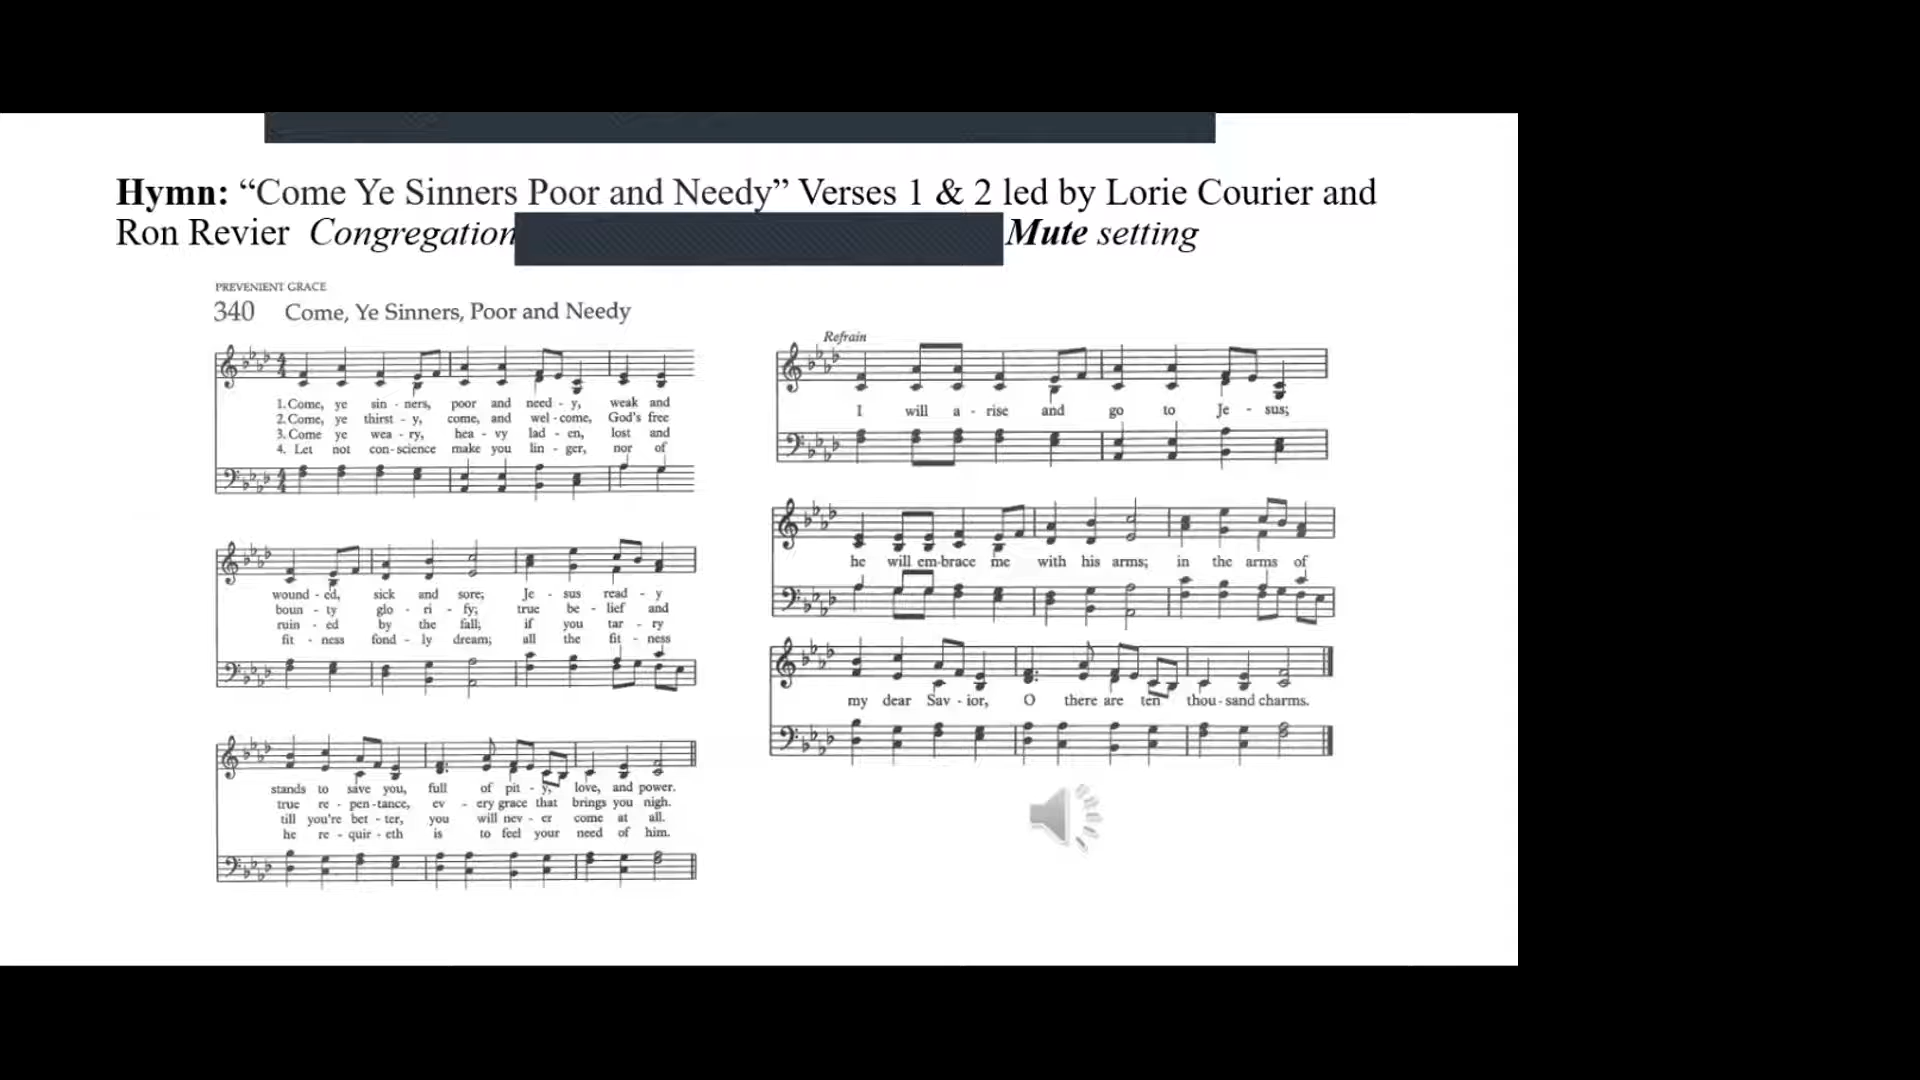 Hymn: “Come Ye Sinners Poor and Needy” Verses 1 & 2 led by Lorie Courier and
Ron Revier Congregation Mute setting
PREVENIENT GRACE
340 Come, Ye Sinners, Poor and Needy
1. Come, ye sin - ners, poor and need - y, weak and
2. Come, ye thirst - y, come, and wel - come, God's free
3. Come ye wea - ry, hea - vy lad - en, lost and
4. Let not con - science make you lin - ger, nor of
wound - ed, sick and sore; Je - sus read - y
boun - ty glo - ri - fy; true be - lief and
ruin - ed by the fall; if you tar - ry
fit - ness fond - ly dream; all the fit - ness
stands to save you, full of pit - y, love, and power.
true re - pen - tance, ev - ery grace that brings you nigh.
till you're bet - ter, you will nev - er come at all.
he re - quir - eth is to feel your need of him.
Refrain
I will a - rise and go to Je - sus;
he will em - brace me with his arms; in the arms of
my dear Sav - ior, O there are ten thou - sand charms.